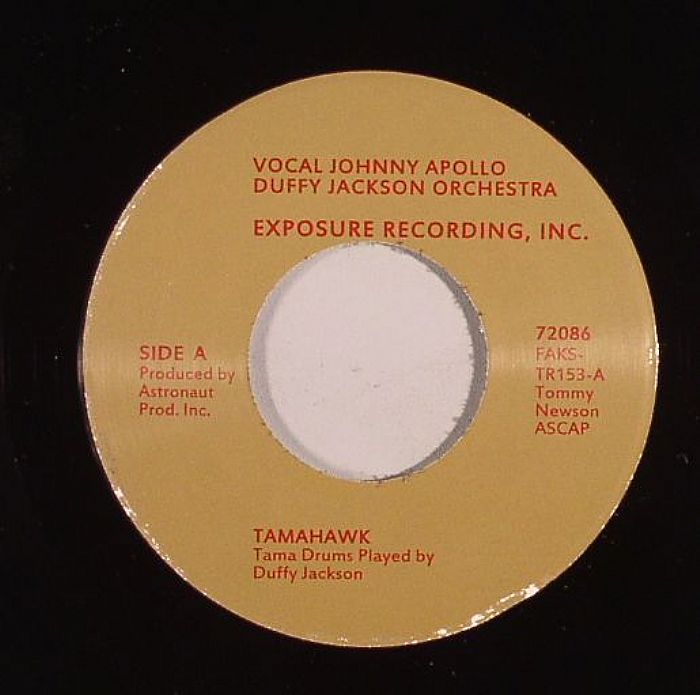 VOCAL JOHNNY APOLLO
DUFFY JACKSON ORCHESTRA
EXPOSURE RECORDING, INC.
SIDE A
Produced by
Astronaut
Prod. Inc.
72086
FAKS-
TR153-A
Tommy
Newson
ASCAP
TAMAHAWK
Tama Drums Played by
Duffy Jackson